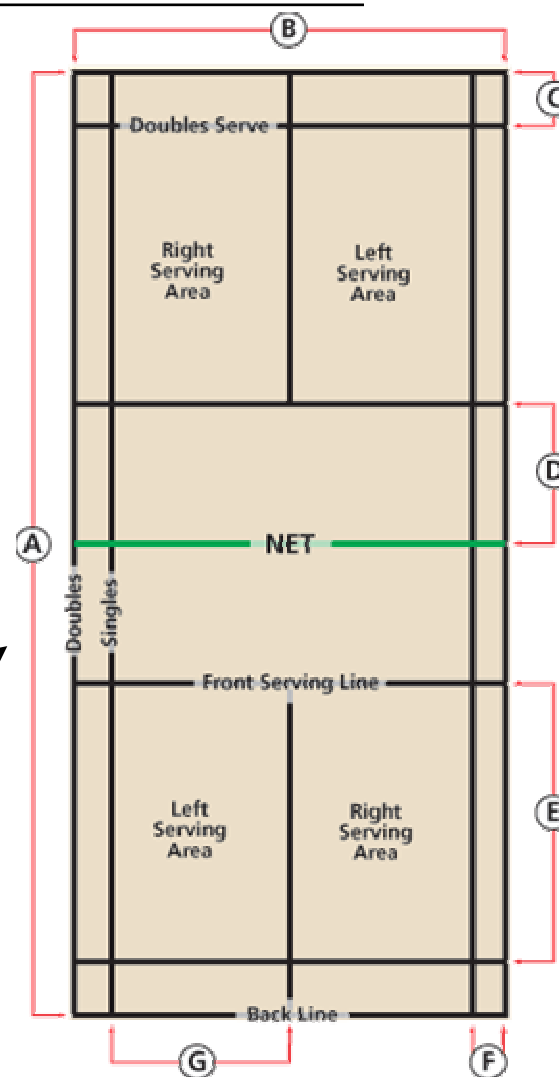 B
C
Doubles Serve
Right
Serving
Area
Left
Serving
Area
D
A
NET
Doubles
Singles
Front Serving Line
Left
Serving
Area
Right
Serving
Area
E
Back Line
G
F